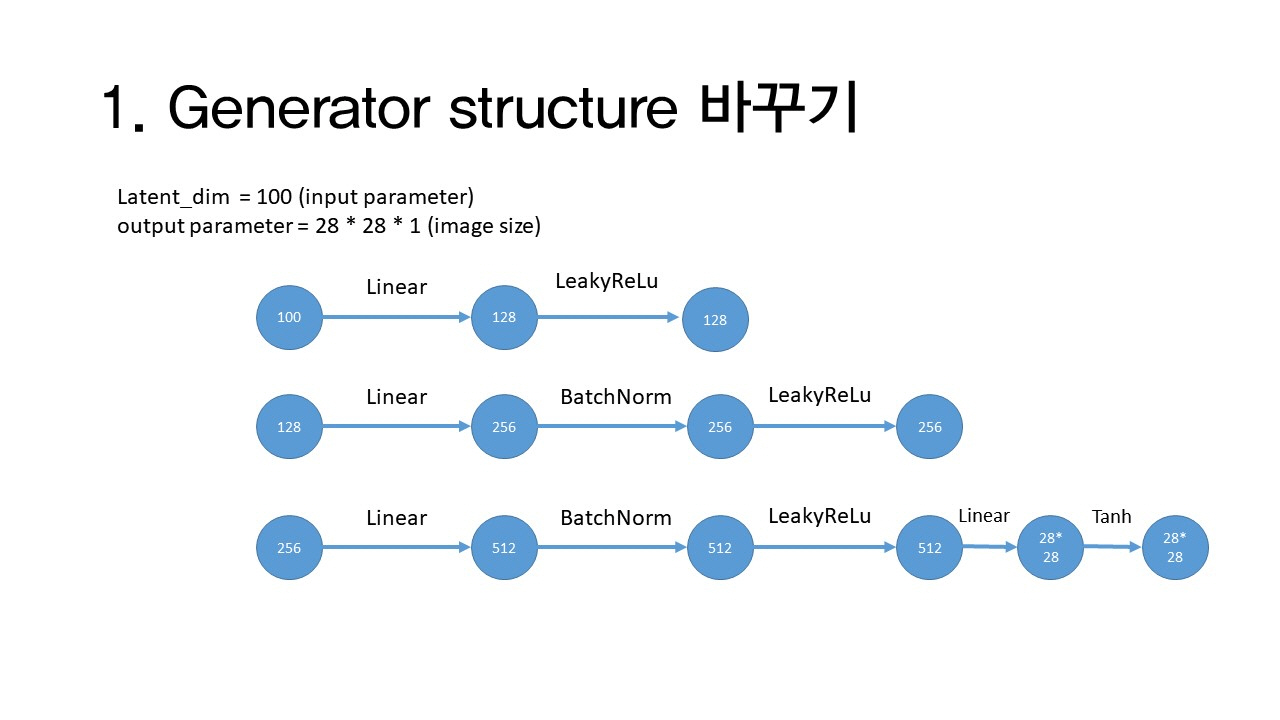 1. Generator structure 바꾸기
Latent_dim = 100 (input parameter)
output parameter = 28 * 28 * 1 (image size)
Linear
LeakyReLu
100
128
128
Linear
BatchNorm
LeakyReLu
128
256
256
256
Linear
BatchNorm
LeakyReLu
Linear
Tanh
256
512
512
512
28*
28
28*
28